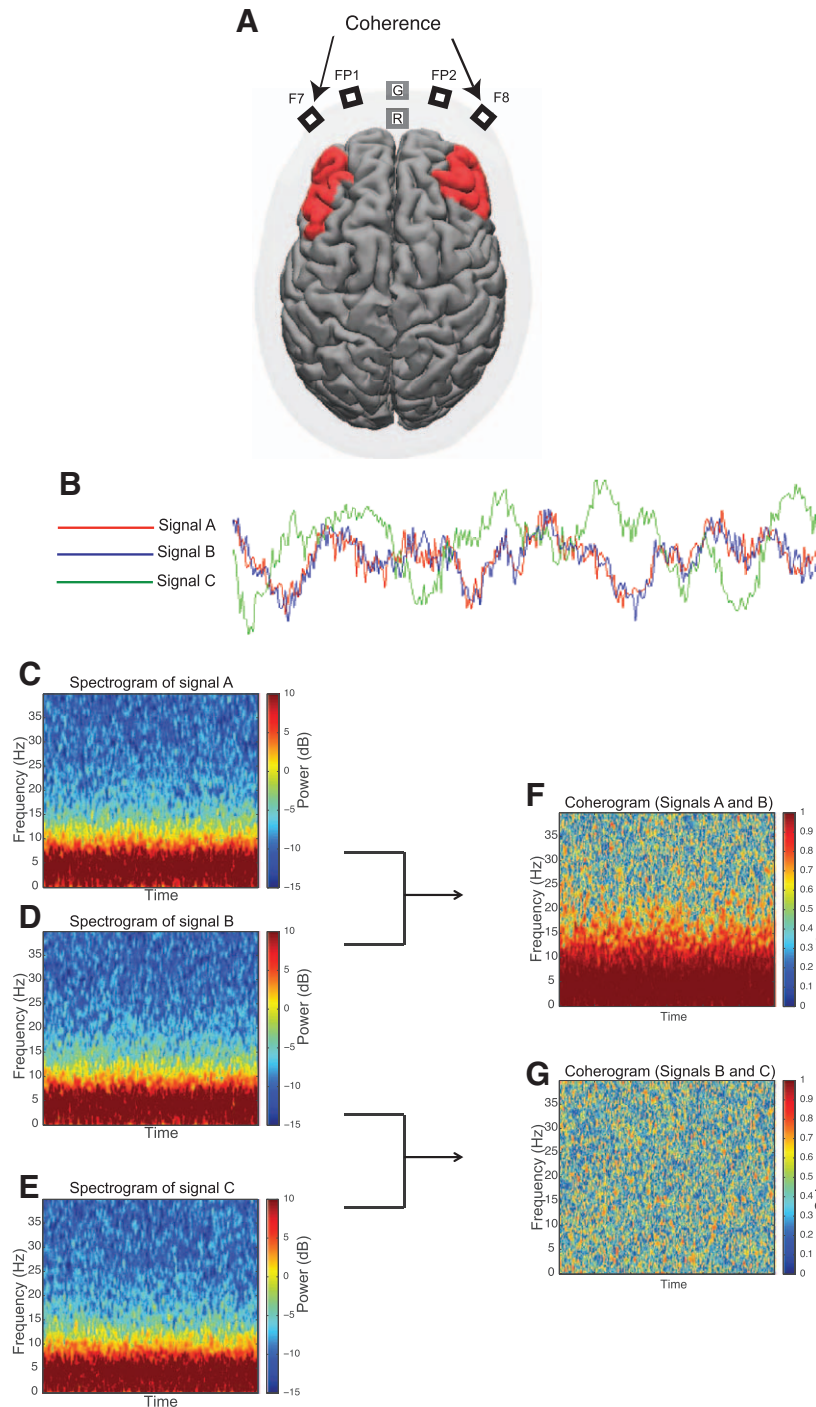 A
Coherence
FP1
FP2
F7
G
F8
R
B
Signal A
Signal B
Signal C
C
Spectrogram of signal A
Frequency (Hz)
35
30
25
20
15
10
5
0
Time
10
5
0
−5
−10
−15
Power (dB)
D
Spectrogram of signal B
Frequency (Hz)
35
30
25
20
15
10
5
0
Time
10
5
0
−5
−10
−15
Power (dB)
E
Spectrogram of signal C
Frequency (Hz)
35
30
25
20
15
10
5
0
Time
10
5
0
−5
−10
−15
Power (dB)
F
Coherogram (Signals A and B)
Frequency (Hz)
35
30
25
20
15
10
5
0
Time
1
0.9
0.8
0.7
0.6
0.5
0.4
0.3
0.2
0.1
0
G
Coherogram (Signals B and C)
Frequency (Hz)
35
30
25
20
15
10
5
0
Time
1
0.9
0.8
0.7
0.6
0.5
0.4
0.3
0.2
0.1
0